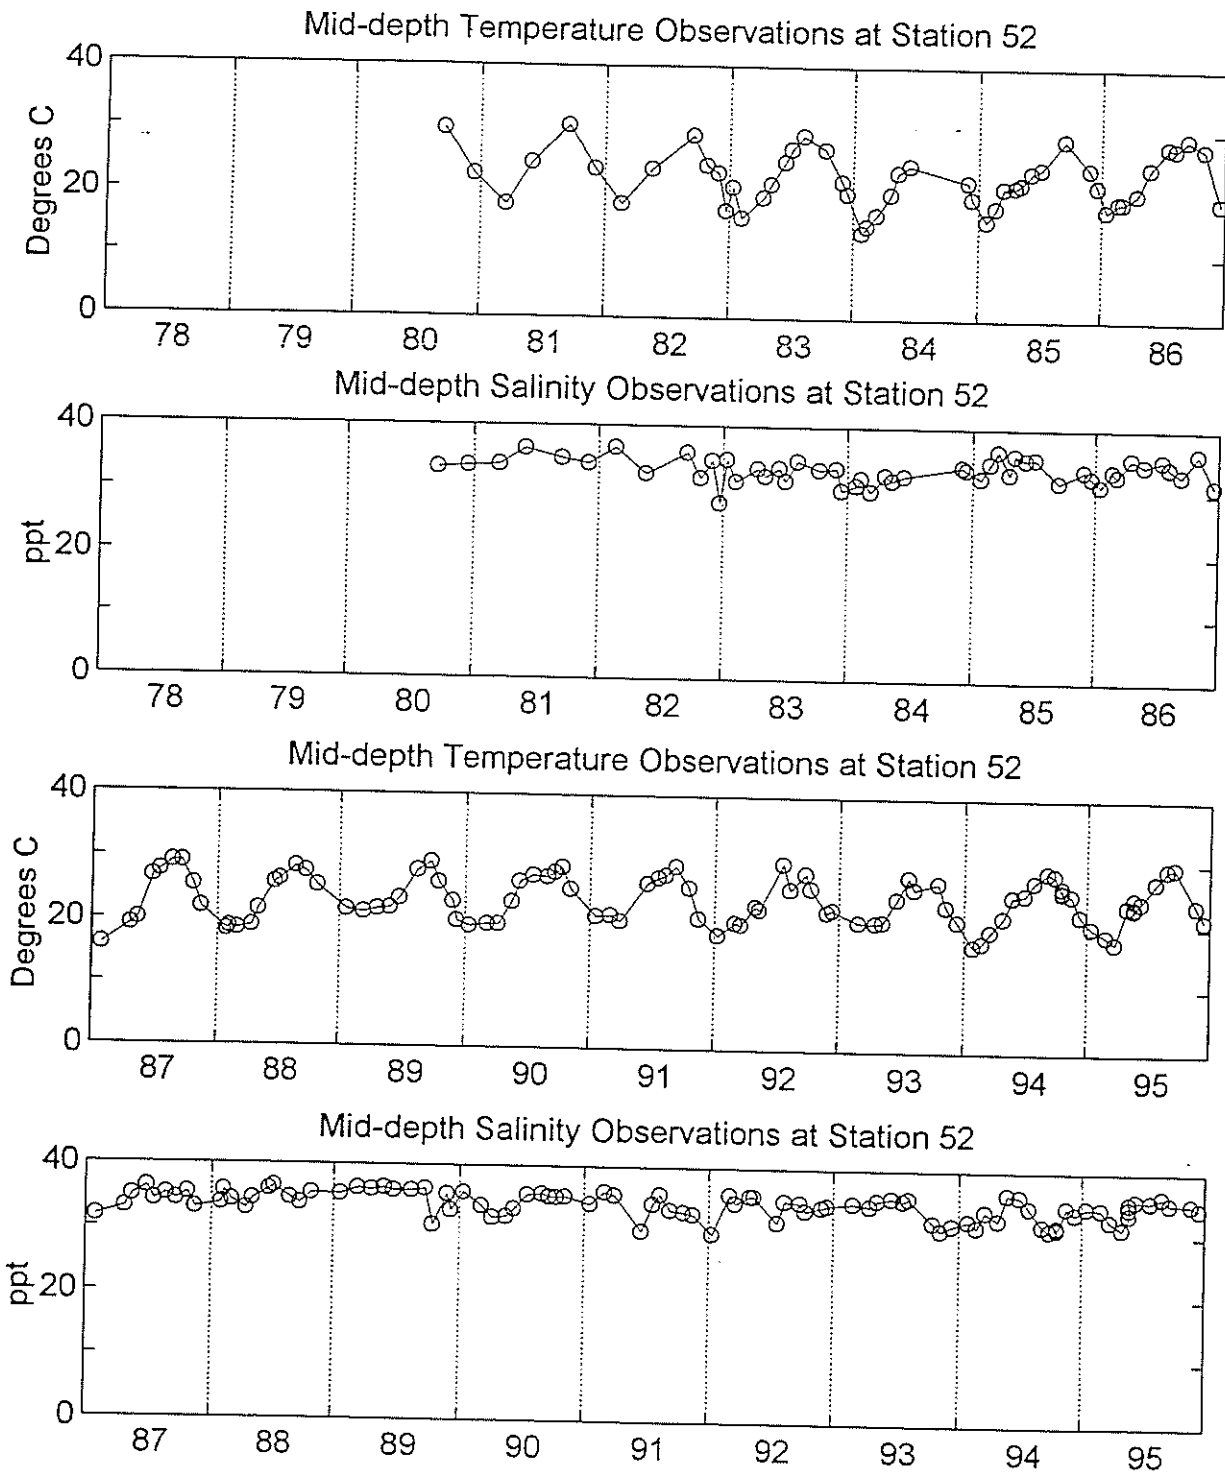 Mid-depth Temperature Observations at Station 52
40
20
0
Degrees C
78 79 80 81 82 83 84 85 86
Mid-depth Salinity Observations at Station 52
40
20
0
ppt
78 79 80 81 82 83 84 85 86
Mid-depth Temperature Observations at Station 52
40
20
0
Degrees C
87 88 89 90 91 92 93 94 95
Mid-depth Salinity Observations at Station 52
40
20
0
ppt
87 88 89 90 91 92 93 94 95